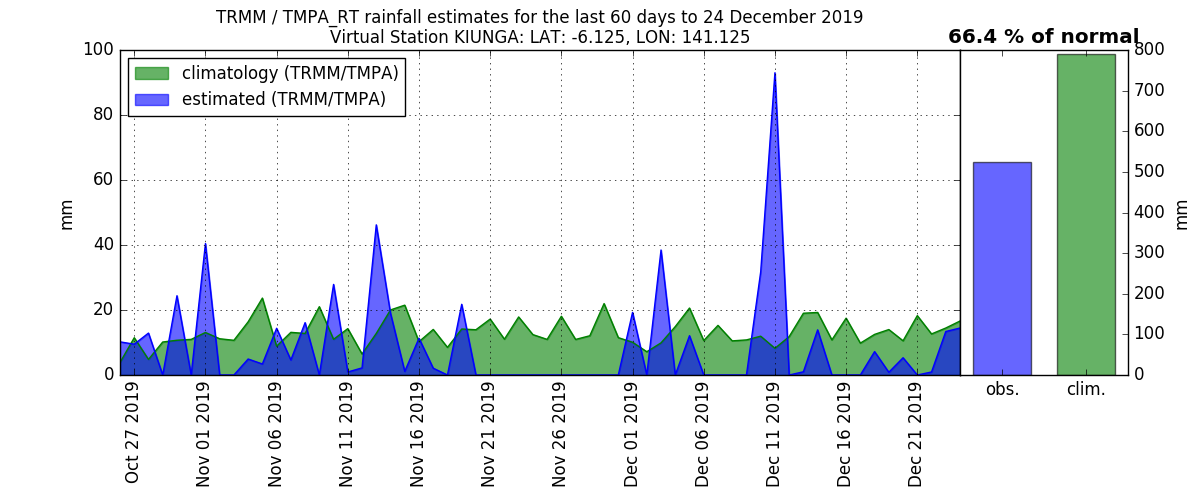 TRMM / TMPA_RT rainfall estimates for the last 60 days to 24 December 2019
Virtual Station KIUNGA: LAT: -6.125, LON: 141.125
66.4 % of normal
climatology (TRMM/TMPA)
estimated (TRMM/TMPA)
100
80
60
40
20
0
mm
Oct 27 2019
Nov 01 2019
Nov 06 2019
Nov 11 2019
Nov 16 2019
Nov 21 2019
Nov 26 2019
Dec 01 2019
Dec 06 2019
Dec 11 2019
Dec 16 2019
Dec 21 2019
obs.
clim.
800
700
600
500
400
300
200
100
0
mm